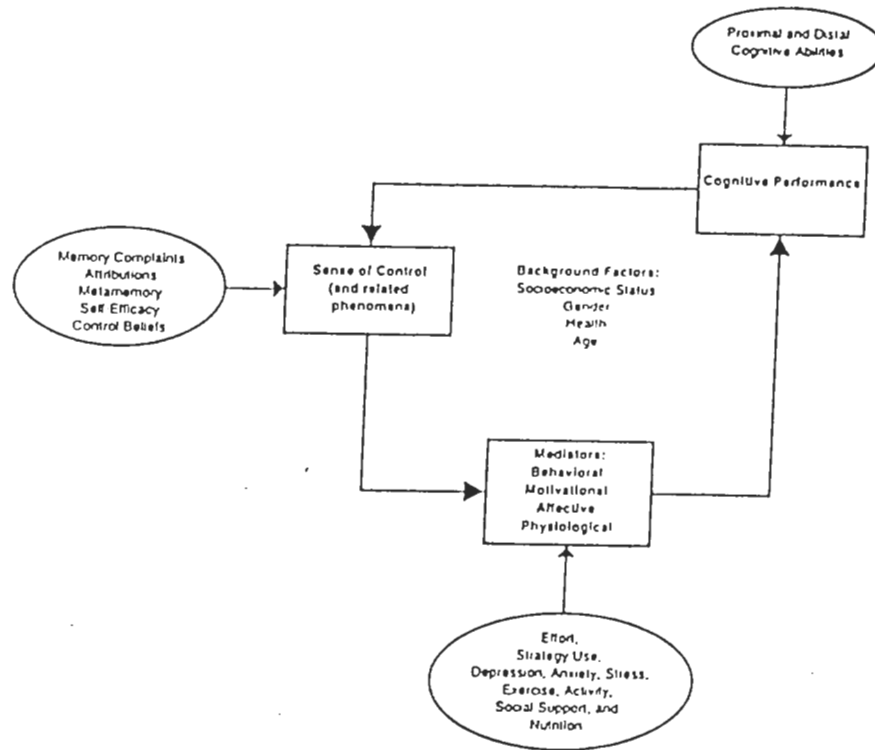 Proximal and Distal
Cognitive Abilities
Cognitive Performance
Memory Complaints
Attributions
Metamemory
Self Efficacy
Control Beliefs
Sense of Control
(and related
phenomena)
Background Factors:
Socioeconomic Status
Gender
Health
Age
Mediators:
Behavioral
Motivational
Affective
Physiological
Effort,
Strategy Use,
Depression, Anxiety, Stress,
Exercise, Activity,
Social Support, and
Nutrition